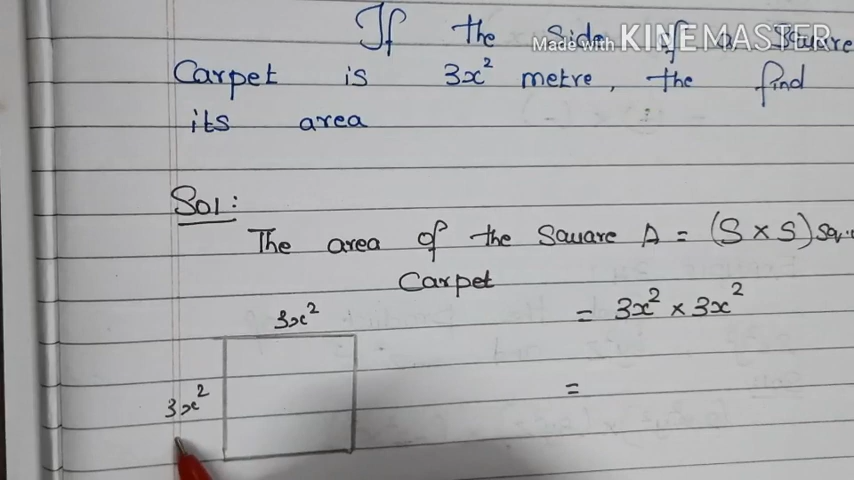 If the side of a Square
Made with KINEMASTER
Carpet is 3x² metre, the find
its area
Sol:
The area of the Square A = (S × S) Squ
Carpet
3x²
= 3x² × 3x²
3x²
=